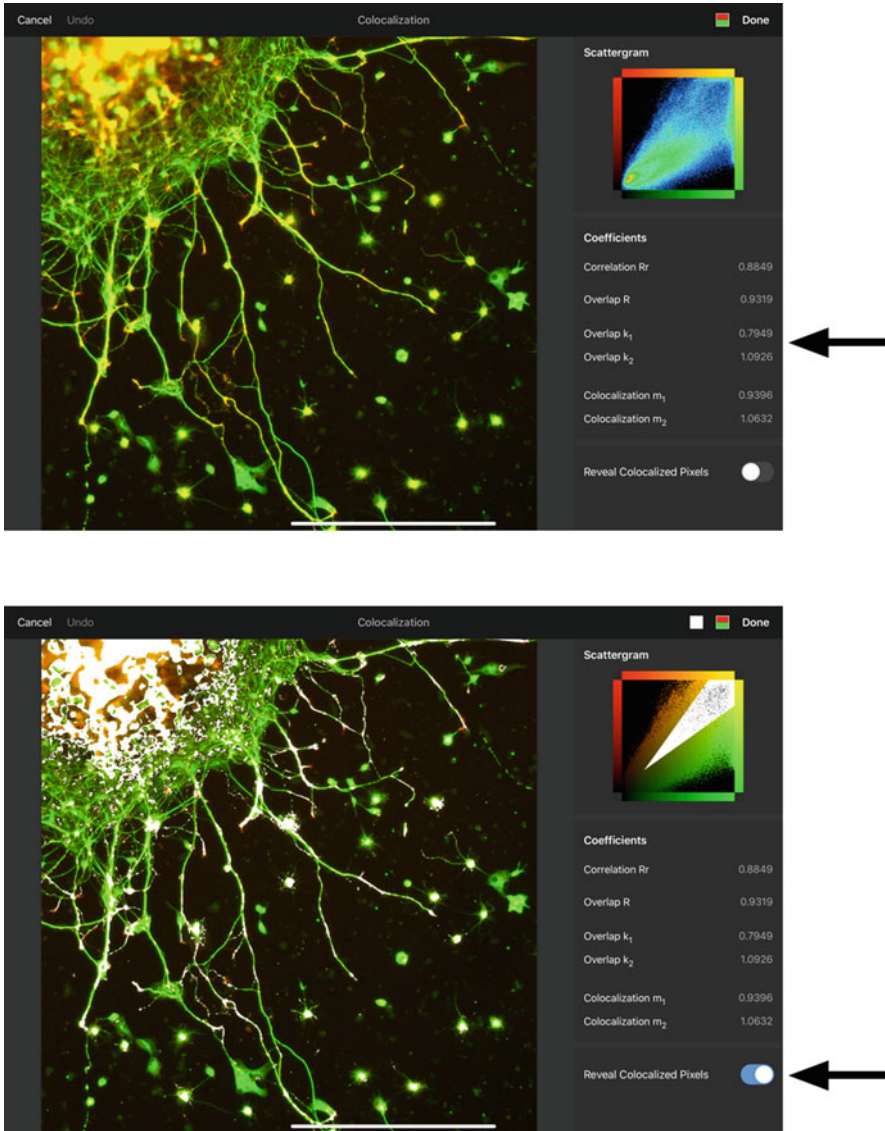 Cancel Undo Colocalization Done
Scattergram
Coefficients
Correlation Rr 0.8849
Overlap R 0.9319
Overlap k1 0.7949
Overlap k2 1.0926
Colocalization m1 0.9396
Colocalization m2 1.0632
Reveal Colocalized Pixels
Cancel Undo Colocalization Done
Scattergram
Coefficients
Correlation Rr 0.8849
Overlap R 0.9319
Overlap k1 0.7949
Overlap k2 1.0926
Colocalization m1 0.9396
Colocalization m2 1.0632
Reveal Colocalized Pixels